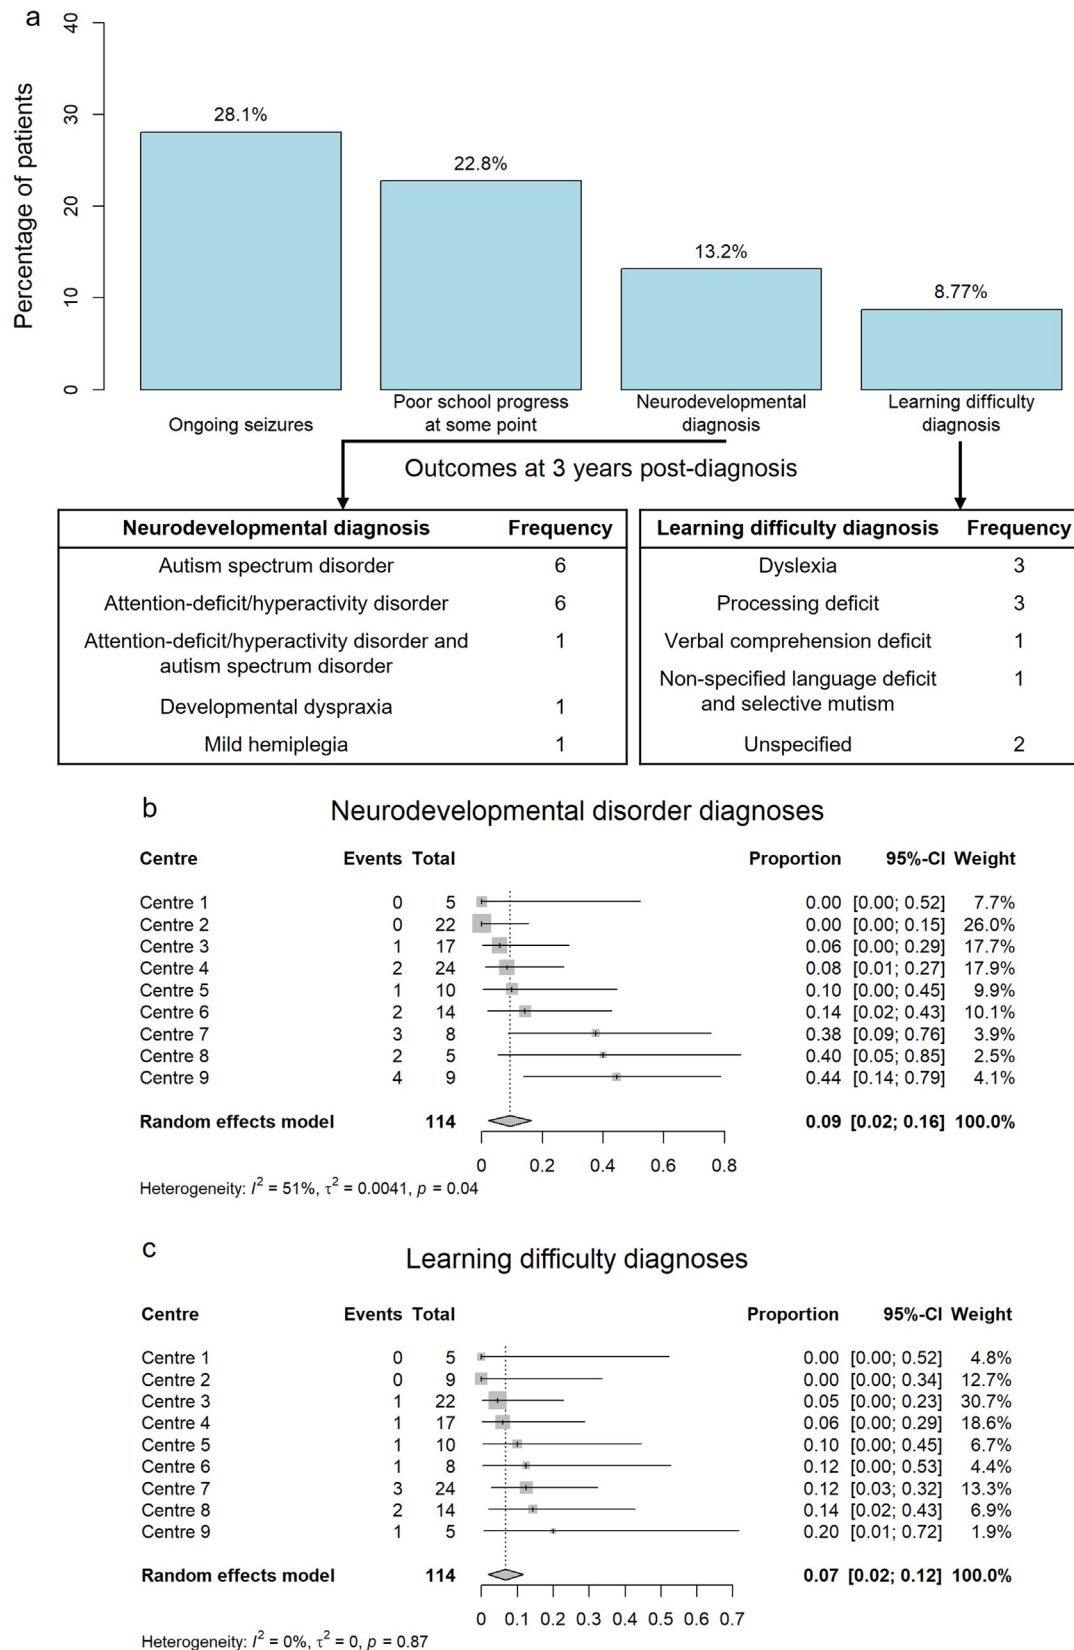 a
Percentage of patients
40
30
20
10
0
28.1%
22.8%
13.2%
8.77%
Ongoing seizures
Poor school progress
at some point
Neurodevelopmental
diagnosis
Learning difficulty
diagnosis
Outcomes at 3 years post-diagnosis
Neurodevelopmental diagnosis Frequency
Autism spectrum disorder 6
Attention-deficit/hyperactivity disorder 6
Attention-deficit/hyperactivity disorder and 1
autism spectrum disorder
Developmental dyspraxia 1
Mild hemiplegia 1
Learning difficulty diagnosis Frequency
Dyslexia 3
Processing deficit 3
Verbal comprehension deficit 1
Non-specified language deficit 1
and selective mutism
Unspecified 2
b
Neurodevelopmental disorder diagnoses
Centre Events Total Proportion 95%-CI Weight
Centre 1 0 5 0.00 [0.00; 0.52] 7.7%
Centre 2 0 22 0.00 [0.00; 0.15] 26.0%
Centre 3 1 17 0.06 [0.00; 0.29] 17.7%
Centre 4 2 24 0.08 [0.01; 0.27] 17.9%
Centre 5 1 10 0.10 [0.00; 0.45] 9.9%
Centre 6 2 14 0.14 [0.02; 0.43] 10.1%
Centre 7 3 8 0.38 [0.09; 0.76] 3.9%
Centre 8 2 5 0.40 [0.05; 0.85] 2.5%
Centre 9 4 9 0.44 [0.14; 0.79] 4.1%
Random effects model 114 0.09 [0.02; 0.16] 100.0%
0 0.2 0.4 0.6 0.8
Heterogeneity: I² = 51%, τ² = 0.0041, p = 0.04
c
Learning difficulty diagnoses
Centre Events Total Proportion 95%-CI Weight
Centre 1 0 5 0.00 [0.00; 0.52] 4.8%
Centre 2 0 9 0.00 [0.00; 0.34] 12.7%
Centre 3 1 22 0.05 [0.00; 0.23] 30.7%
Centre 4 1 17 0.06 [0.00; 0.29] 18.6%
Centre 5 1 10 0.10 [0.00; 0.45] 6.7%
Centre 6 1 8 0.12 [0.00; 0.53] 4.4%
Centre 7 3 24 0.12 [0.03; 0.32] 13.3%
Centre 8 2 14 0.14 [0.02; 0.43] 6.9%
Centre 9 1 5 0.20 [0.01; 0.72] 1.9%
Random effects model 114 0.07 [0.02; 0.12] 100.0%
0 0.1 0.2 0.3 0.4 0.5 0.6 0.7
Heterogeneity: I² = 0%, τ² = 0, p = 0.87